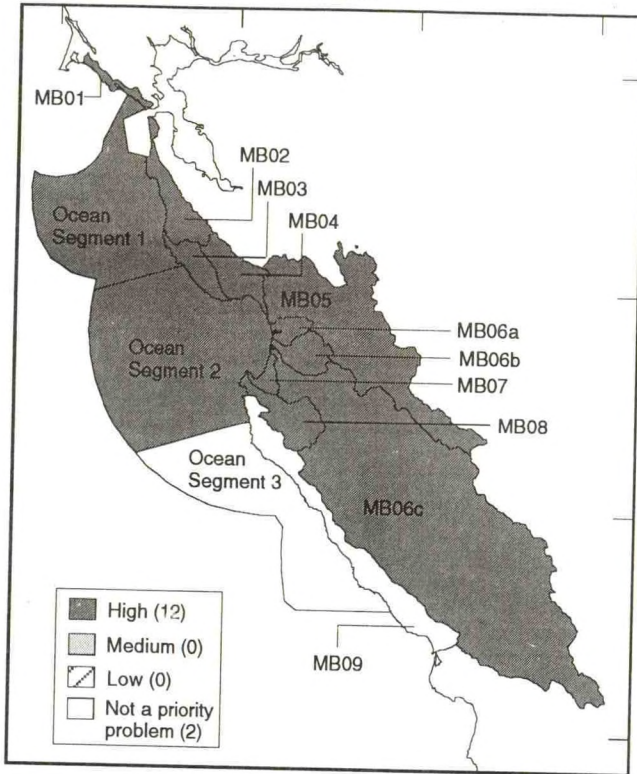 MB01
MB02
MB03
MB04
Ocean
Segment 1
MB05
MB06a
Ocean
Segment 2
MB06b
MB07
MB08
Ocean
Segment 3
MB06c
High (12)
Medium (0)
Low (0)
Not a priority
problem (2)
MB09